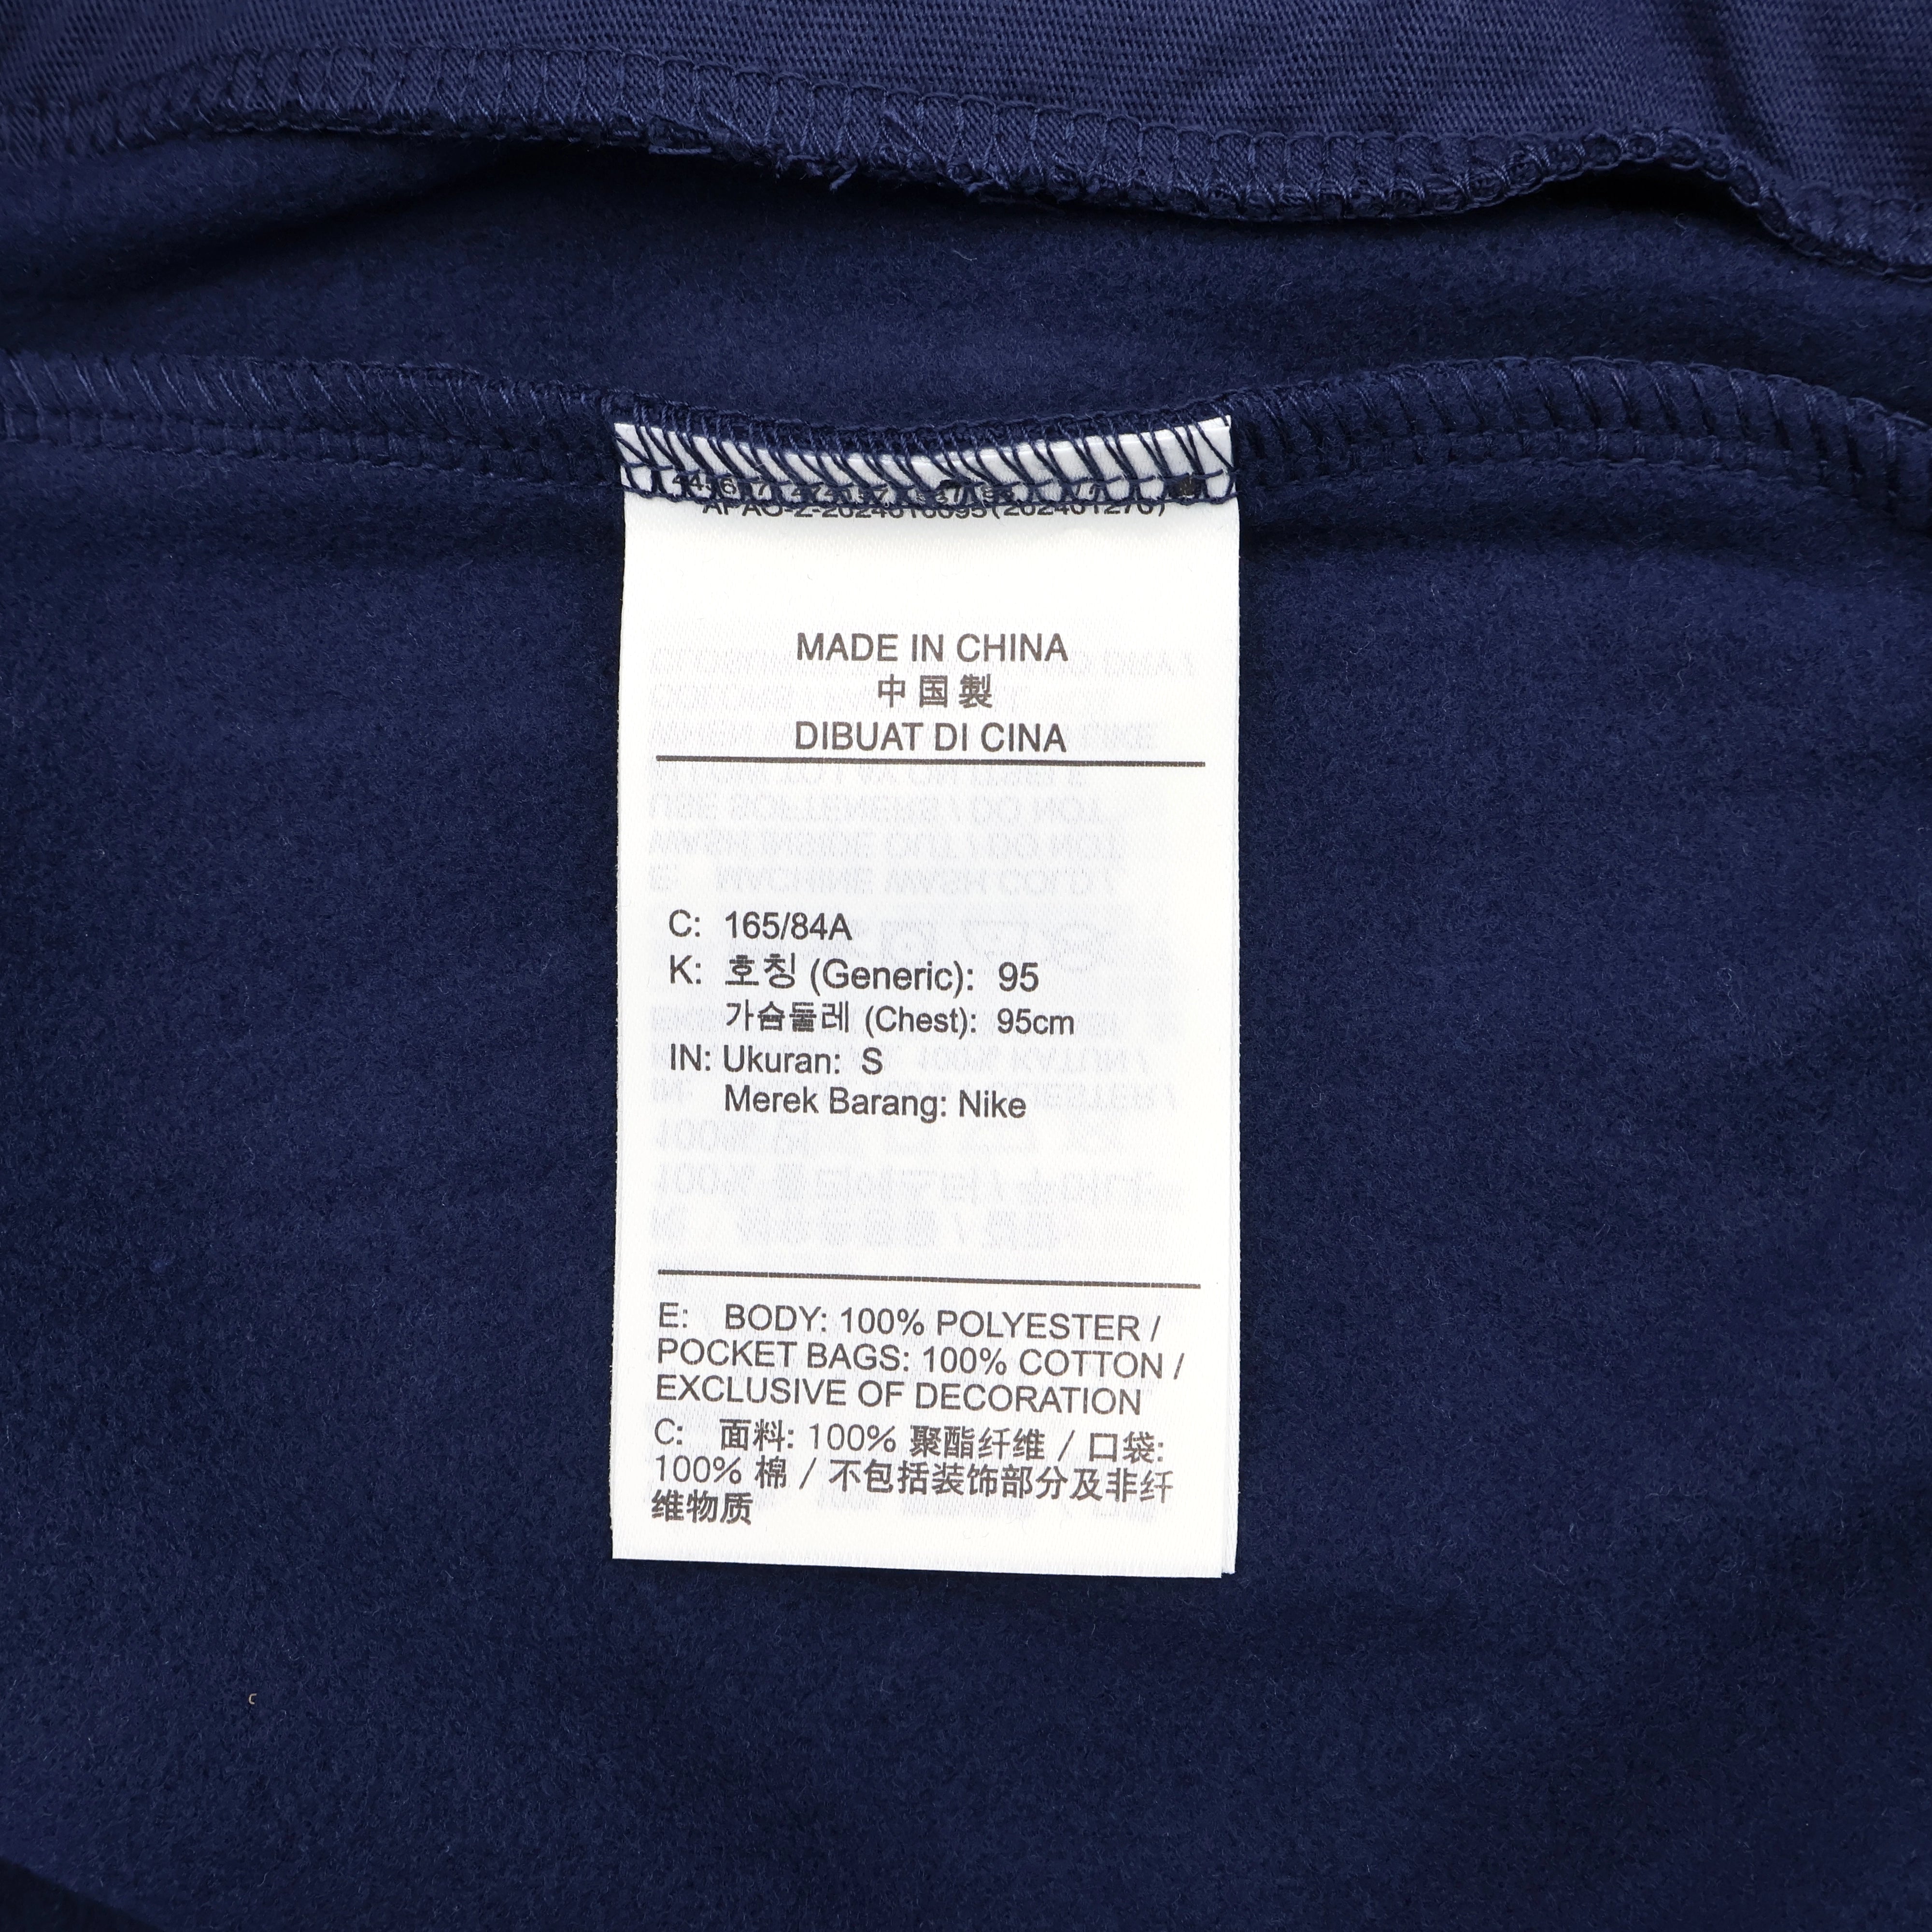 MADE IN CHINA
中国製
DIBUAT DI CINA
C: 165/84A
K: 호칭 (Generic): 95
가슴둘레 (Chest): 95cm
IN: Ukuran: S
Merek Barang: Nike
E: BODY: 100% POLYESTER /
POCKET BAGS: 100% COTTON /
EXCLUSIVE OF DECORATION
C: 面料: 100% 聚酯纤维 / 口袋:
100% 棉 / 不包括装饰部分及非纤
维物质